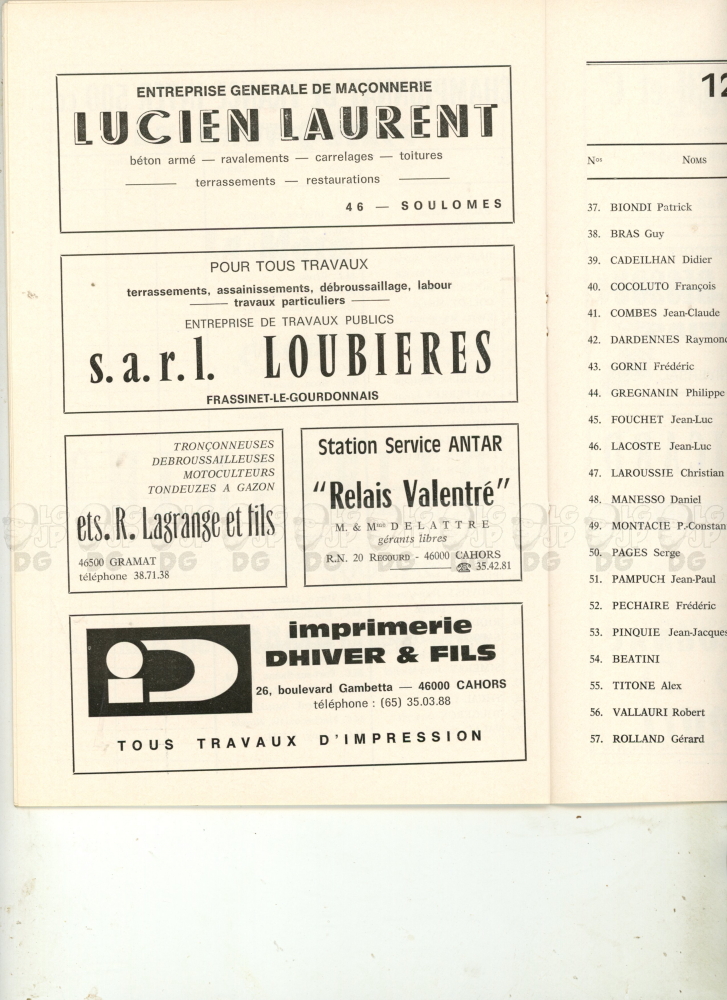 ENTREPRISE GENERALE DE MAÇONNERIE
LUCIEN LAURENT
béton armé — ravalements — carrelages — toitures
terrassements — restaurations
46 — SOULOMES
POUR TOUS TRAVAUX
terrassements, assainissements, débroussaillage, labour
travaux particuliers
ENTREPRISE DE TRAVAUX PUBLICS
s.a.r.l. LOUBIERES
FRASSINET-LE-GOURDONNAIS
TRONÇONNEUSES
DEBROUSSAILLEUSES
MOTOCULTEURS
TONDEUZES A GAZON
ets. R. Lagrange et fils
46500 GRAMAT
téléphone 38.71.38
Station Service ANTAR
"Relais Valentré"
M. & Mme DELATTRE
gérants libres
R.N. 20 REGOURD - 46000 CAHORS
☎ 35.42.81
imprimerie
DHIVER & FILS
26, boulevard Gambetta — 46000 CAHORS
téléphone : (65) 35.03.88
TOUS TRAVAUX D'IMPRESSION
12
Nos NOMS
37. BIONDI Patrick
38. BRAS Guy
39. CADEILHAN Didier
40. COCOLUTO François
41. COMBES Jean-Claude
42. DARDENNES Raymond
43. GORNI Frédéric
44. GREGNANIN Philippe
45. FOUCHET Jean-Luc
46. LACOSTE Jean-Luc
47. LAROUSSIE Christian
48. MANESSO Daniel
49. MONTACIE P.-Constan
50. PAGES Serge
51. PAMPUCH Jean-Paul
52. PECHAIRE Frédéric
53. PINQUIE Jean-Jacques
54. BEATINI
55. TITONE Alex
56. VALLAURI Robert
57. ROLLAND Gérard